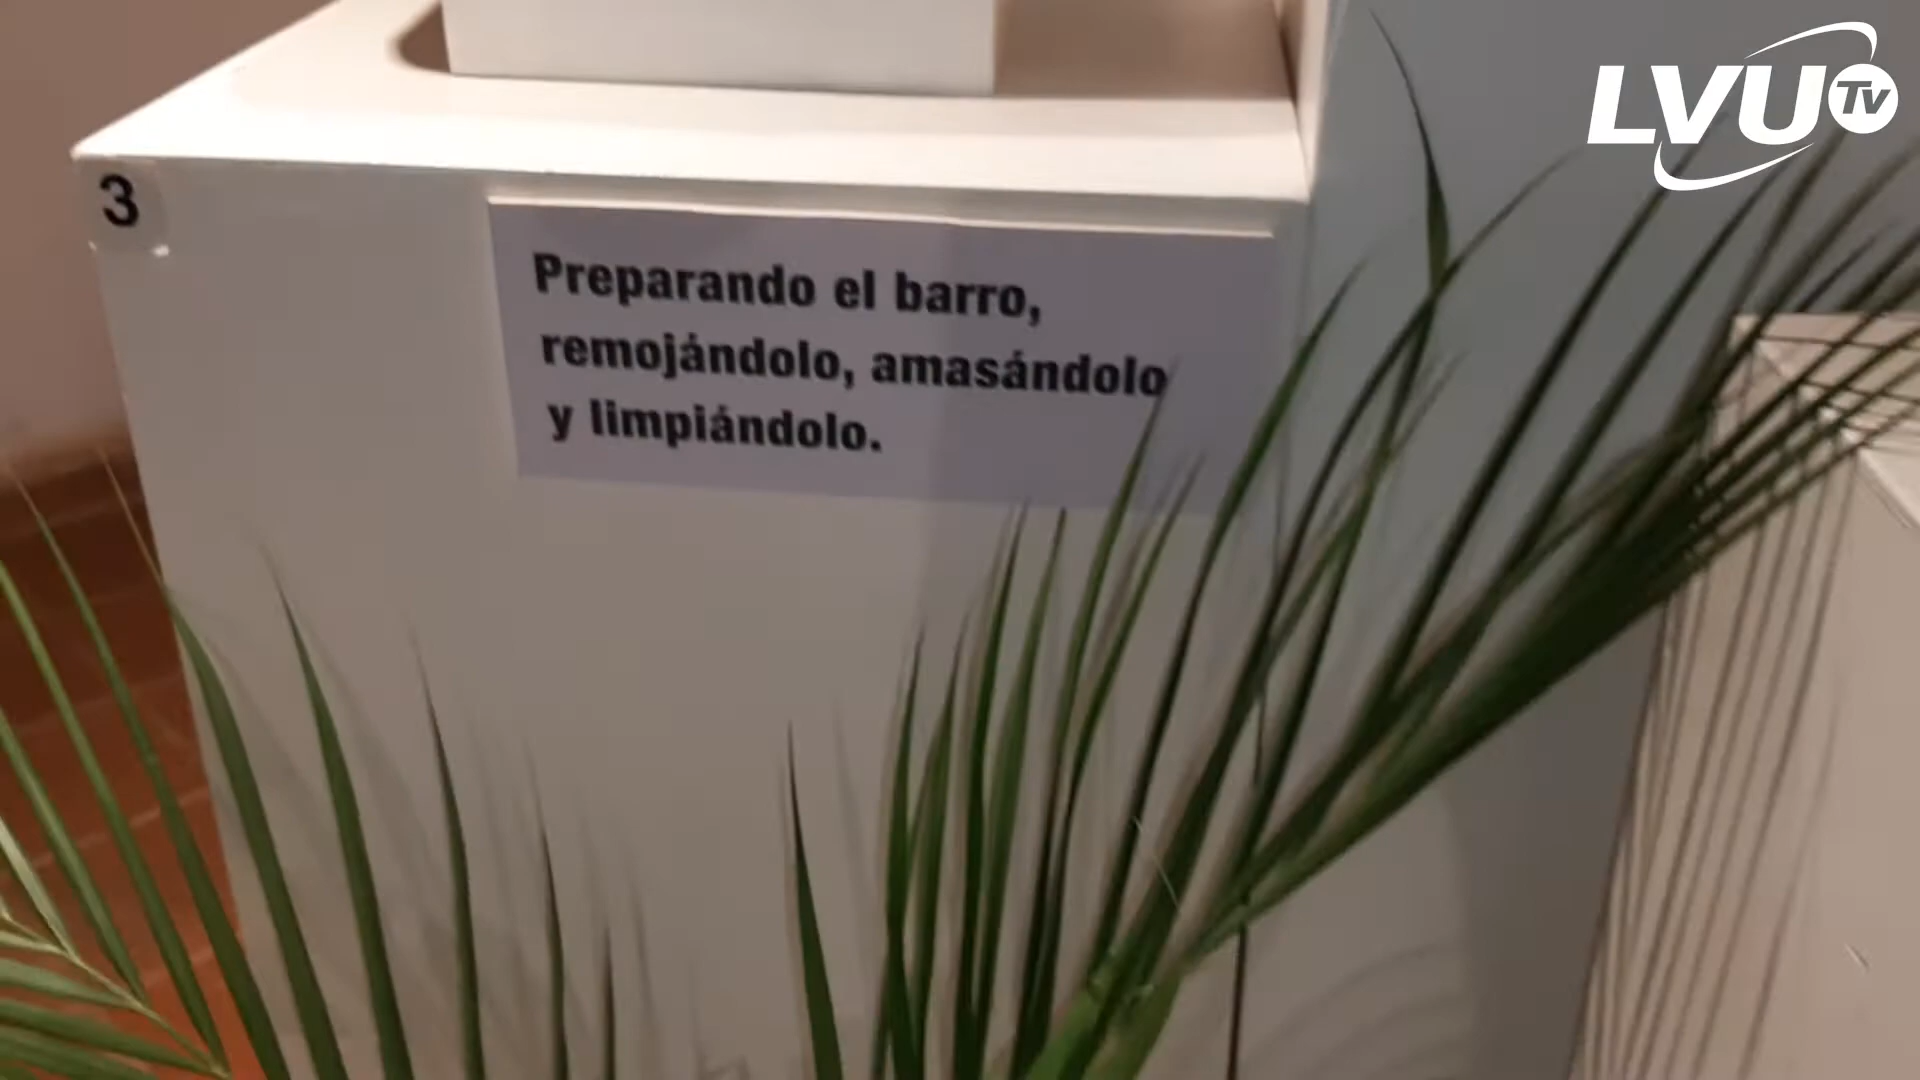 LVU TV
3
Preparando el barro,
remojándolo, amasándolo
y limpiándolo.